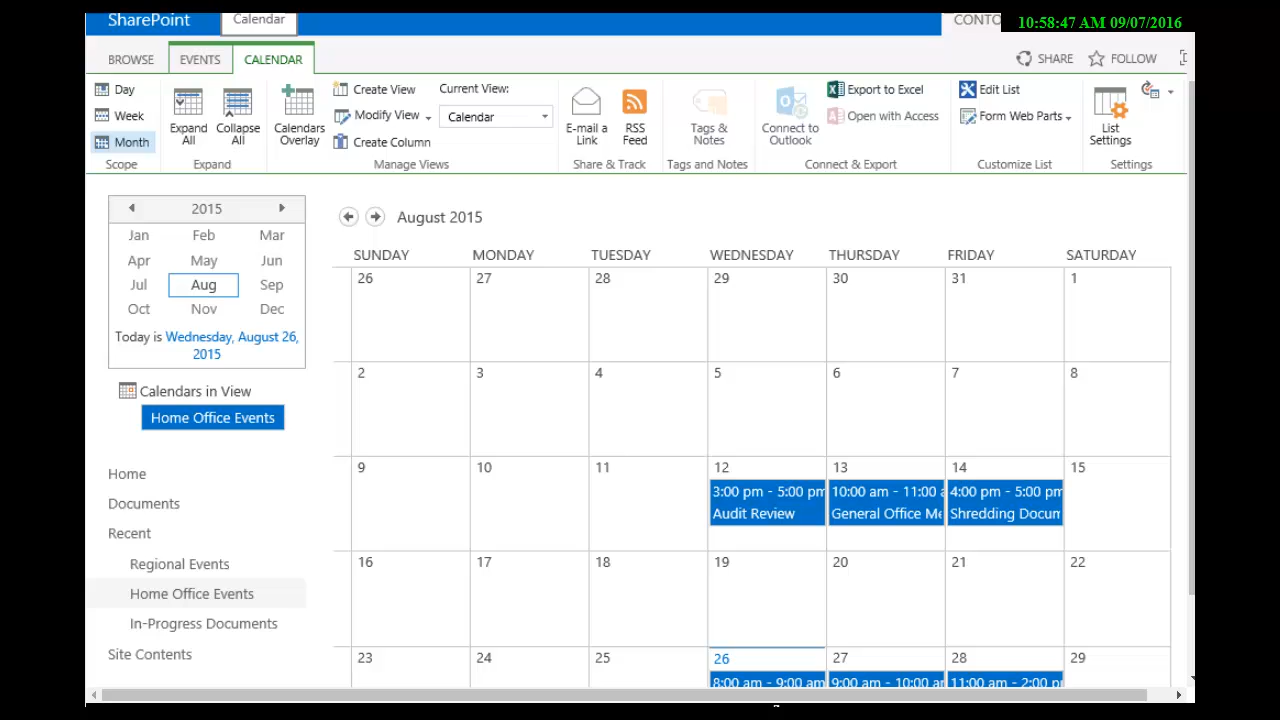 SharePoint Calendar
10:58:47 AM 09/07/2016
BROWSE EVENTS CALENDAR SHARE FOLLOW
Day
Week
Month
Scope
Expand All
Collapse All
Expand
Calendars Overlay
Create View
Modify View
Create Column
Current View:
Calendar
Manage Views
E-mail a Link
RSS Feed
Share & Track
Tags & Notes
Tags and Notes
Connect to Outlook
Export to Excel
Open with Access
Connect & Export
Edit List
Form Web Parts
Customize List
List Settings
Settings
2015
Jan Feb Mar
Apr May Jun
Jul Aug Sep
Oct Nov Dec
Today is Wednesday, August 26,
2015
Calendars in View
Home Office Events
Home
Documents
Recent
Regional Events
Home Office Events
In-Progress Documents
Site Contents
August 2015
SUNDAY MONDAY TUESDAY WEDNESDAY THURSDAY FRIDAY SATURDAY
26 27 28 29 30 31 1
2 3 4 5 6 7 8
9 10 11 12 13 14 15
3:00 pm - 5:00 pm 10:00 am - 11:00 4:00 pm - 5:00 pm
Audit Review General Office Shredding
16 17 18 19 20 21 22
23 24 25 26 27 28 29
8:00 am - 9:00 am 9:00 am - 10:00 am 11:00 am - 2:00 pm